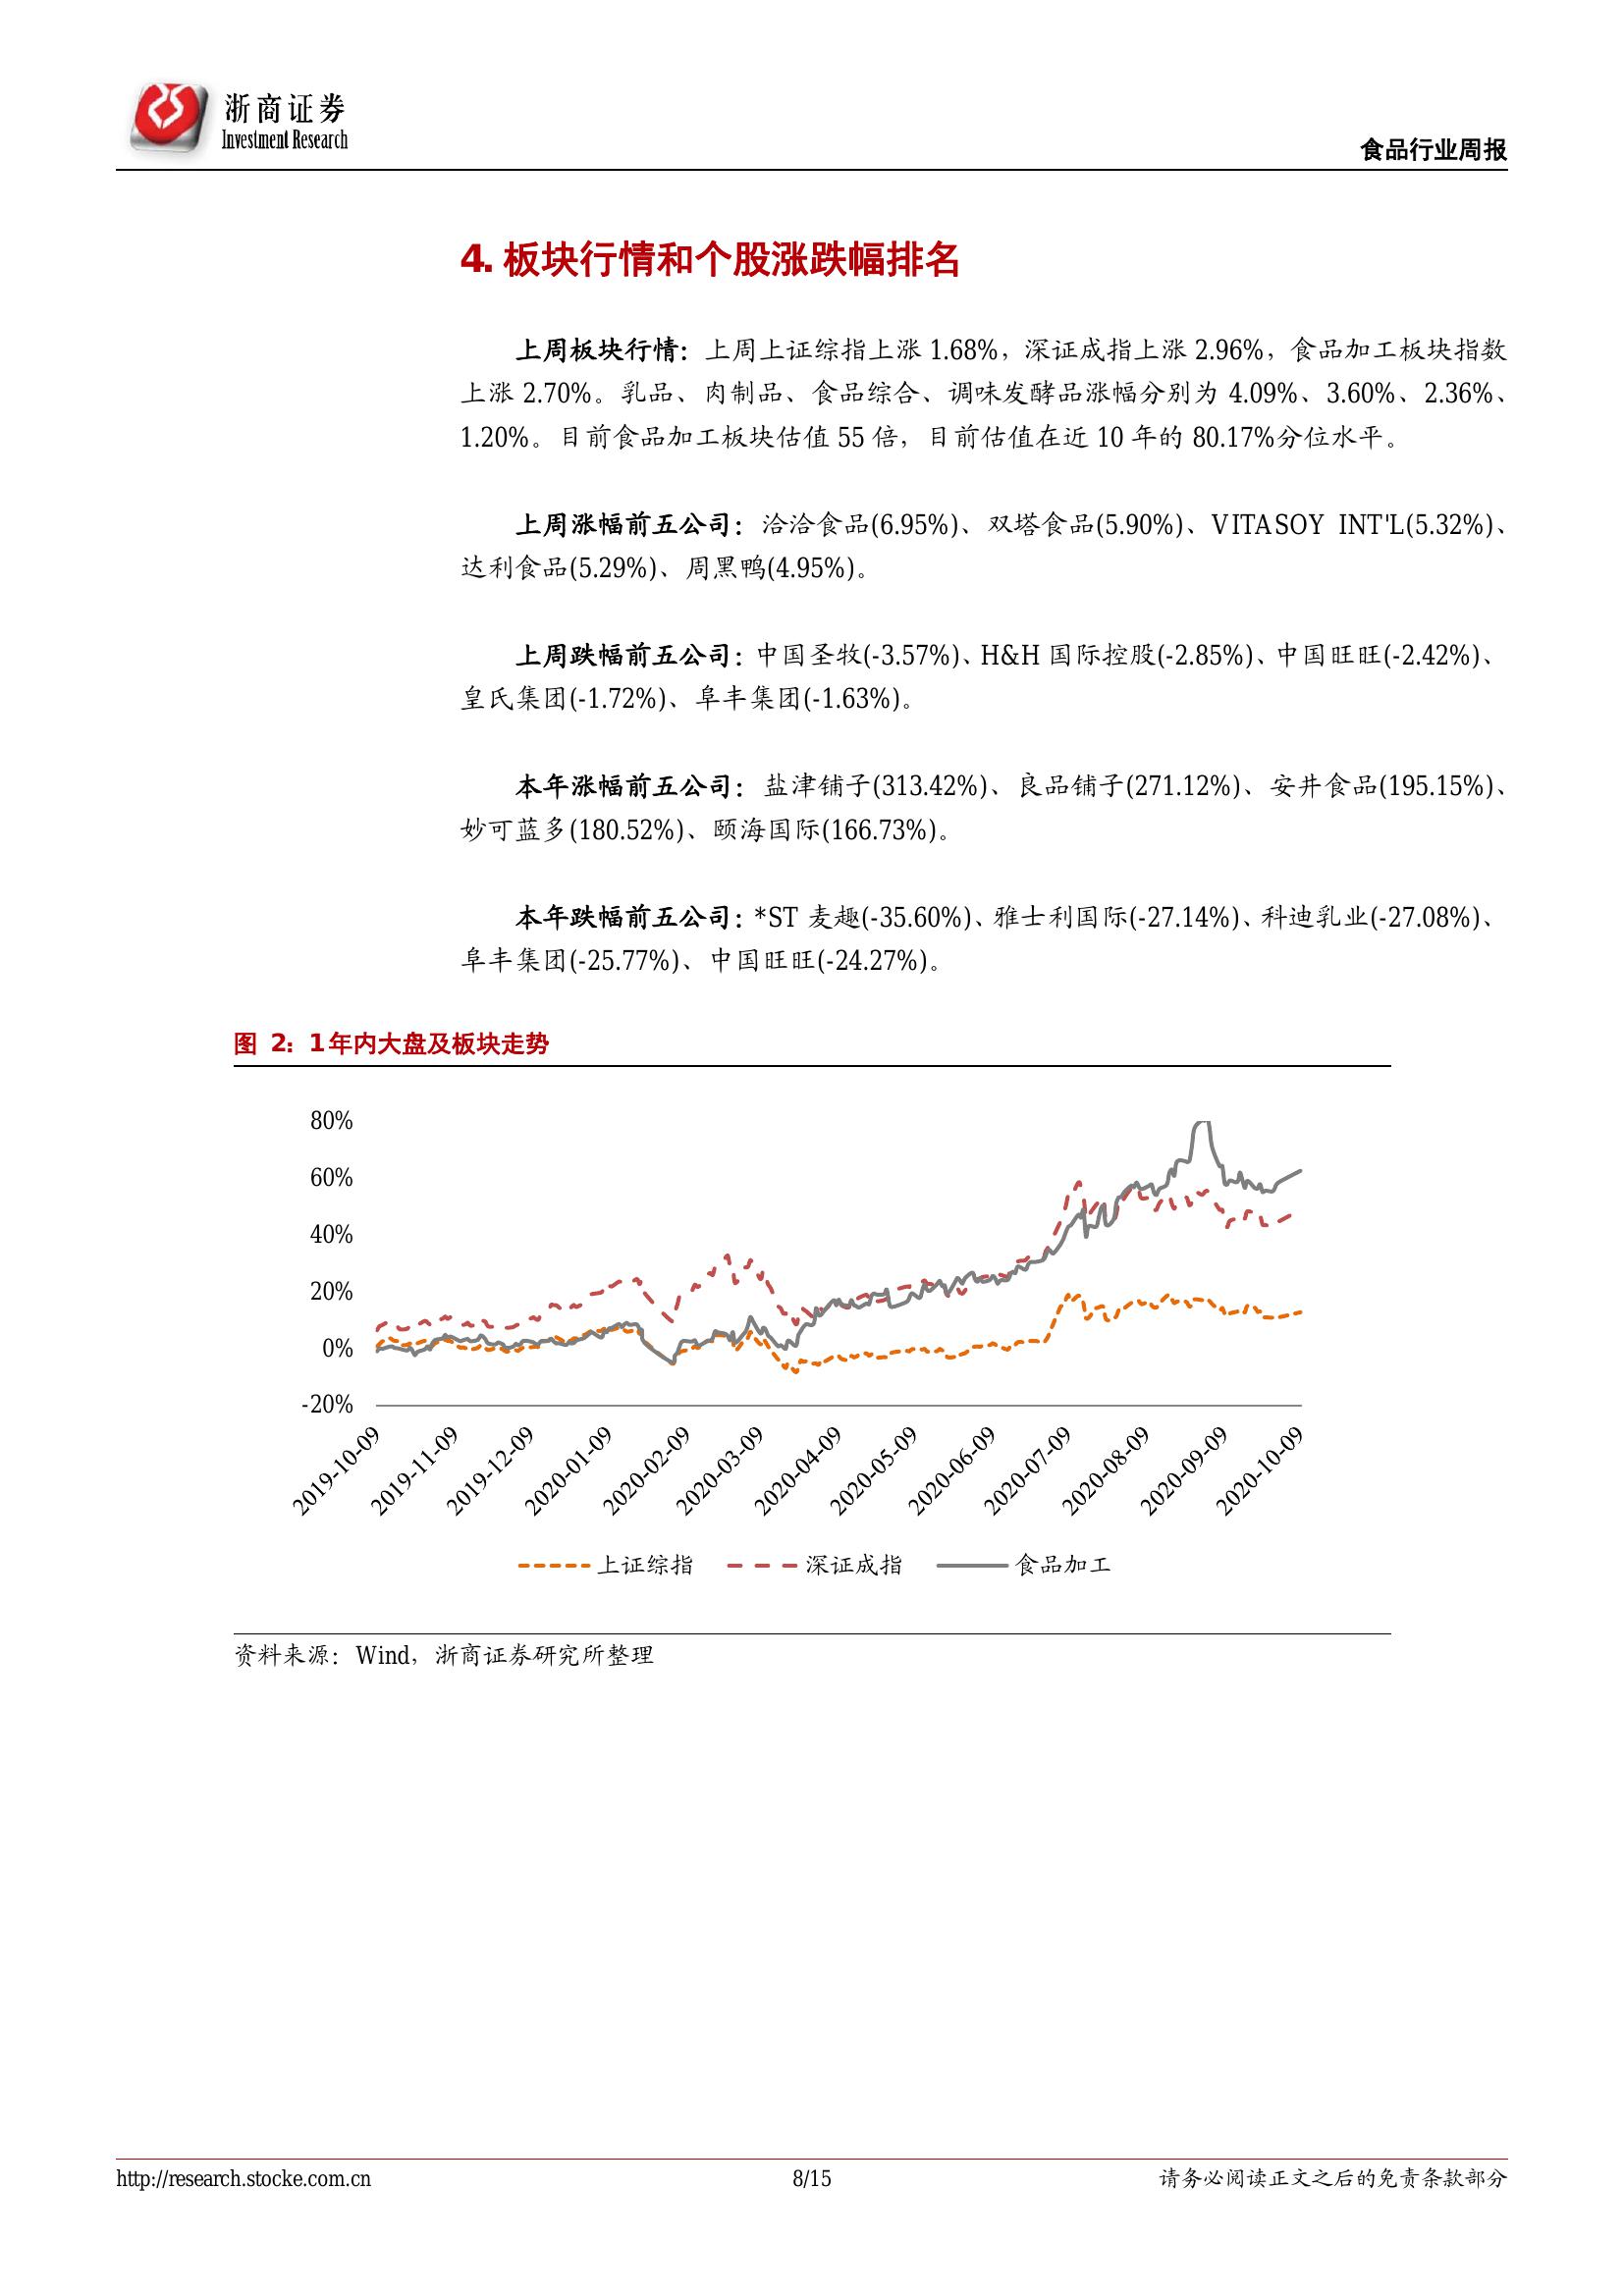 浙商证券
Investment Research
食品行业周报
4. 板块行情和个股涨跌幅排名
上周板块行情：上周上证综指上涨 1.68%，深证成指上涨 2.96%，食品加工板块指数
上涨 2.70%。乳品、肉制品、食品综合、调味发酵品涨幅分别为 4.09%、3.60%、2.36%、
1.20%。目前食品加工板块估值 55 倍，目前估值在近 10 年的 80.17%分位水平。
上周涨幅前五公司：洽洽食品(6.95%)、双塔食品(5.90%)、VITASOY INT'L(5.32%)、
达利食品(5.29%)、周黑鸭(4.95%)。
上周跌幅前五公司：中国圣牧(-3.57%)、H&H 国际控股(-2.85%)、中国旺旺(-2.42%)、
皇氏集团(-1.72%)、阜丰集团(-1.63%)。
本年涨幅前五公司：盐津铺子(313.42%)、良品铺子(271.12%)、安井食品(195.15%)、
妙可蓝多(180.52%)、颐海国际(166.73%)。
本年跌幅前五公司：*ST 麦趣(-35.60%)、雅士利国际(-27.14%)、科迪乳业(-27.08%)、
阜丰集团(-25.77%)、中国旺旺(-24.27%)。
图 2：1 年内大盘及板块走势
80%
60%
40%
20%
0%
-20%
2019-10-09
2019-11-09
2019-12-09
2020-01-09
2020-02-09
2020-03-09
2020-04-09
2020-05-09
2020-06-09
2020-07-09
2020-08-09
2020-09-09
2020-10-09
上证综指 深证成指 食品加工
资料来源：Wind，浙商证券研究所整理
http://research.stocke.com.cn 8/15 请务必阅读正文之后的免责条款部分